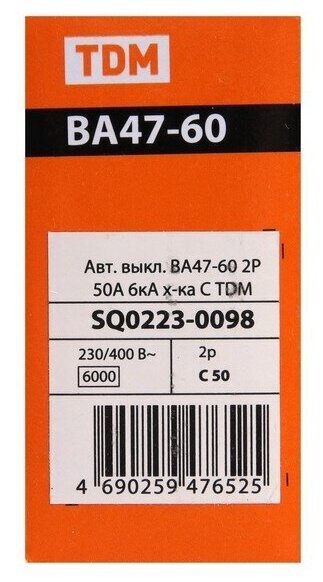 TDM
ВА47-60
Авт. выкл. ВА47-60 2Р
50А 6кА х-ка С TDM
SQ0223-0098
230/400 В~ 2р
6000 С 50
4 690259 476525